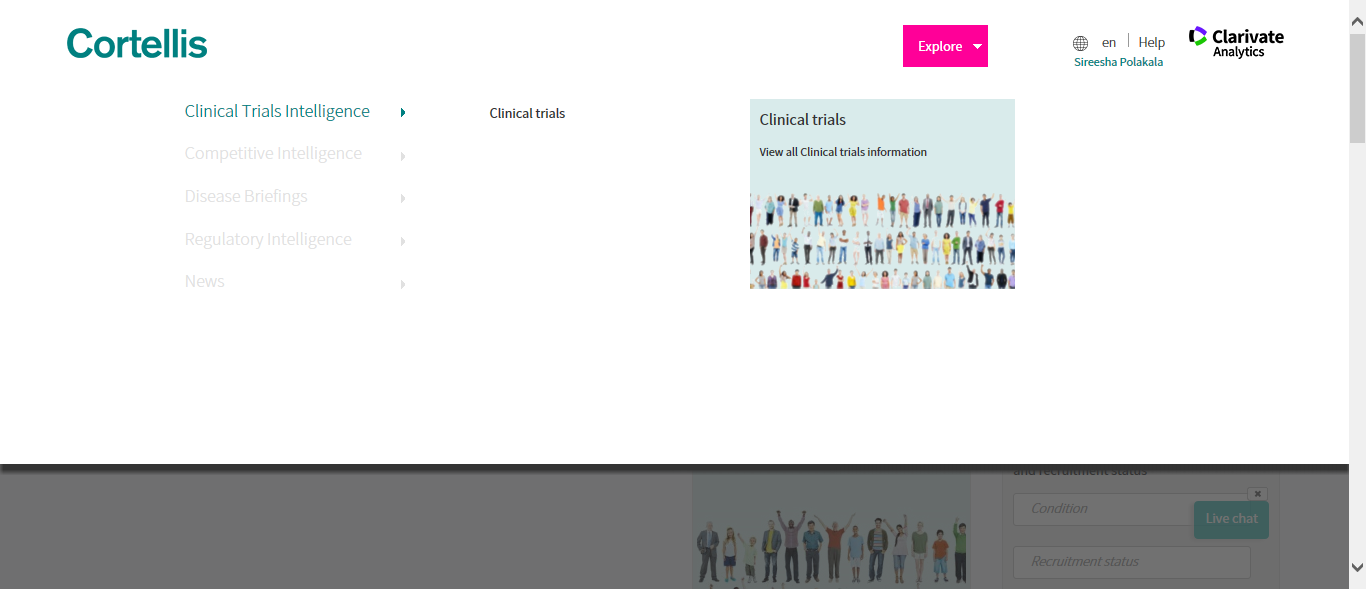 Cortellis
Explore
en
Help
Sireesha Polakala
Clarivate
Analytics
Clinical Trials Intelligence
Competitive Intelligence
Disease Briefings
Regulatory Intelligence
News
Clinical trials
Clinical trials
View all Clinical trials information
and recruitment status
Condition
Live chat
Recruitment status